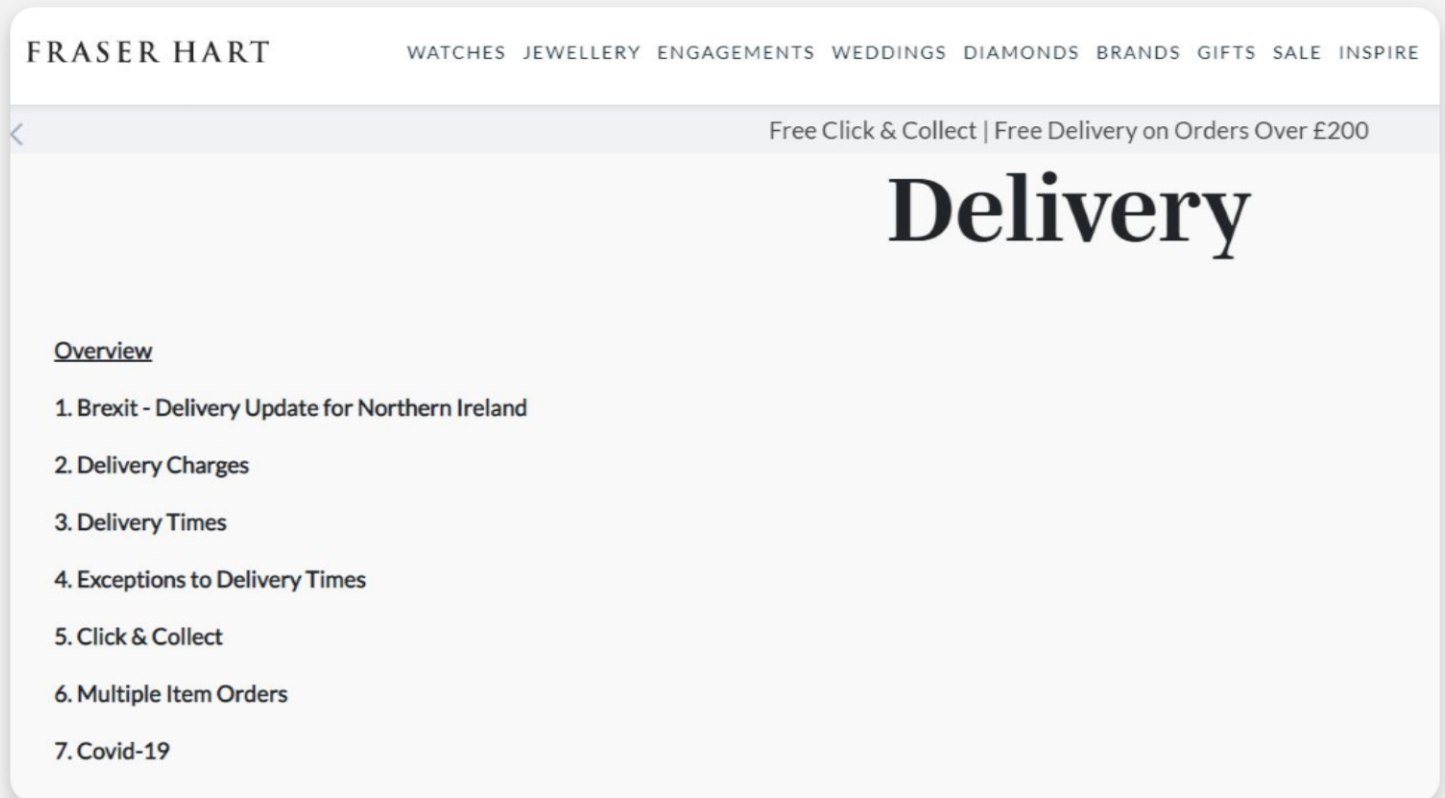 FRASER HART
WATCHES JEWELLERY ENGAGEMENTS WEDDINGS DIAMONDS BRANDS GIFTS SALE INSPIRE
Free Click & Collect | Free Delivery on Orders Over £200
Delivery
Overview
1. Brexit - Delivery Update for Northern Ireland
2. Delivery Charges
3. Delivery Times
4. Exceptions to Delivery Times
5. Click & Collect
6. Multiple Item Orders
7. Covid-19